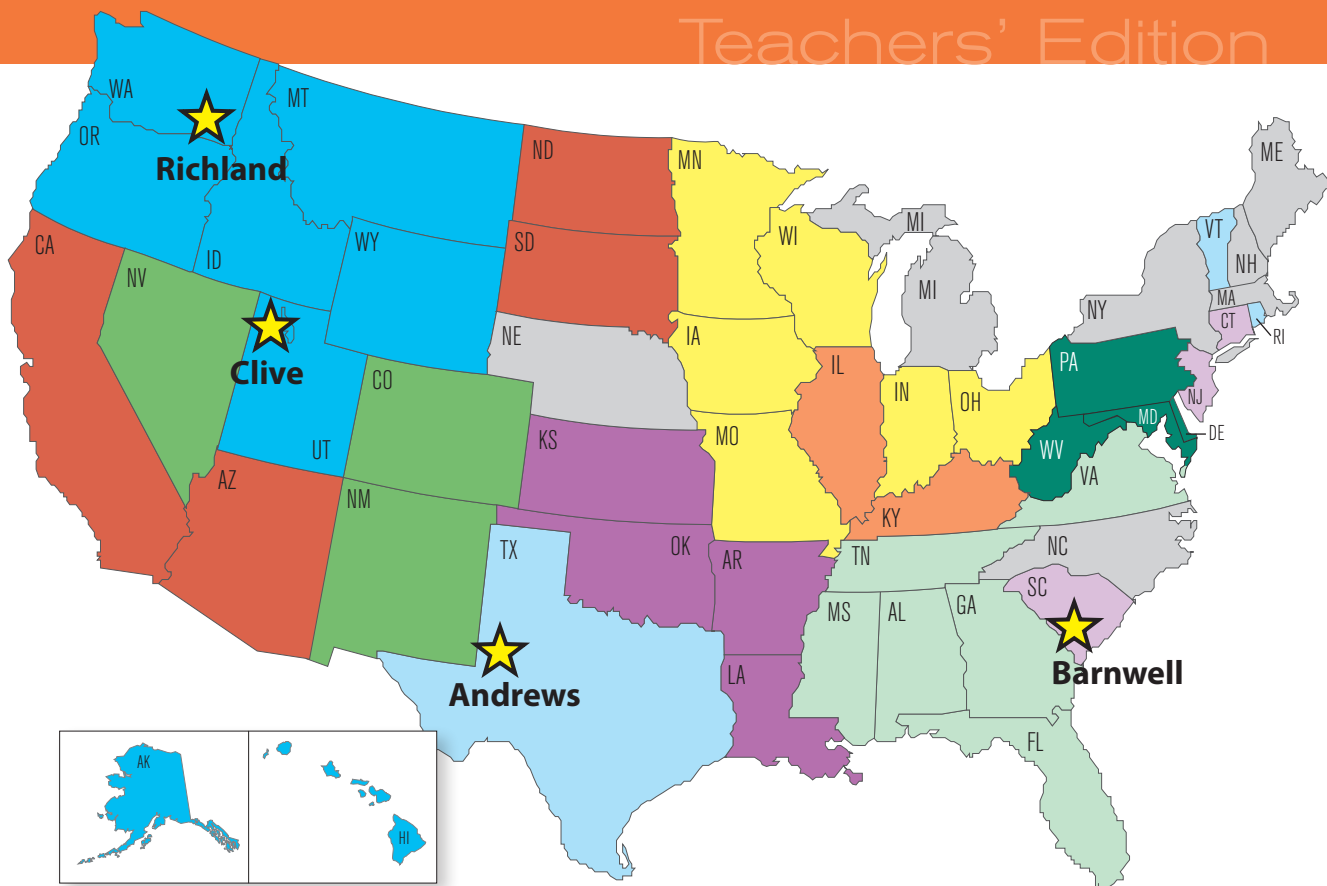 Teachers' Edition
WA
MT
OR
ND
MN
ME
Richland
MI
VT
WI
CA
WY
SD
NH
ID
NV
MI
MA
NY
CT
NE
IA
RI
Clive
CO
IL
PA
IN
OH
NJ
MD
KS
MO
DE
UT
WV
AZ
VA
NM
KY
TX
OK
NC
AR
TN
SC
MS
AL
GA
Andrews
LA
Barnwell
FL
AK
HI